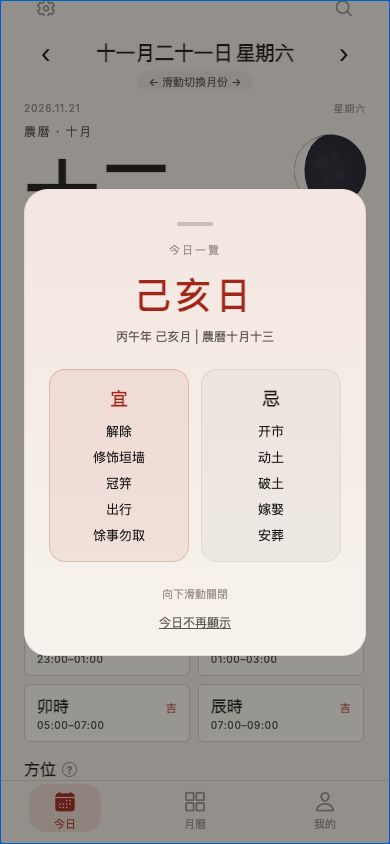 十一月二十一日 星期六
← 滑動切換月份 →
2026.11.21
星期六
農曆 · 十月
今日一覽
己亥日
丙午年 己亥月 | 農曆十月十三
宜
解除
修饰垣墙
冠笄
出行
馀事勿取
忌
开市
动土
破土
嫁娶
安葬
向下滑動關閉
今日不再顯示
23:00–01:00
01:00–03:00
卯時
吉
05:00–07:00
辰時
吉
07:00–09:00
方位 ?
今日
月曆
我的